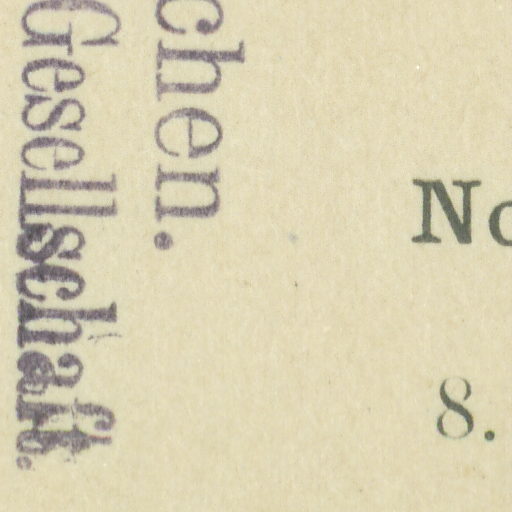 chen.
Gesellschaft.
No
8.